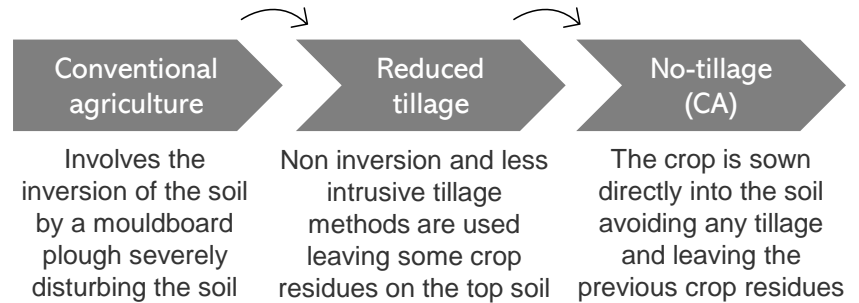 Conventional
agriculture
Involves the
inversion of the soil
by a mouldboard
plough severely
disturbing the soil
Reduced
tillage
Non inversion and less
intrusive tillage
methods are used
leaving some crop
residues on the top soil
No-tillage
(CA)
The crop is sown
directly into the soil
avoiding any tillage
and leaving the
previous crop residues